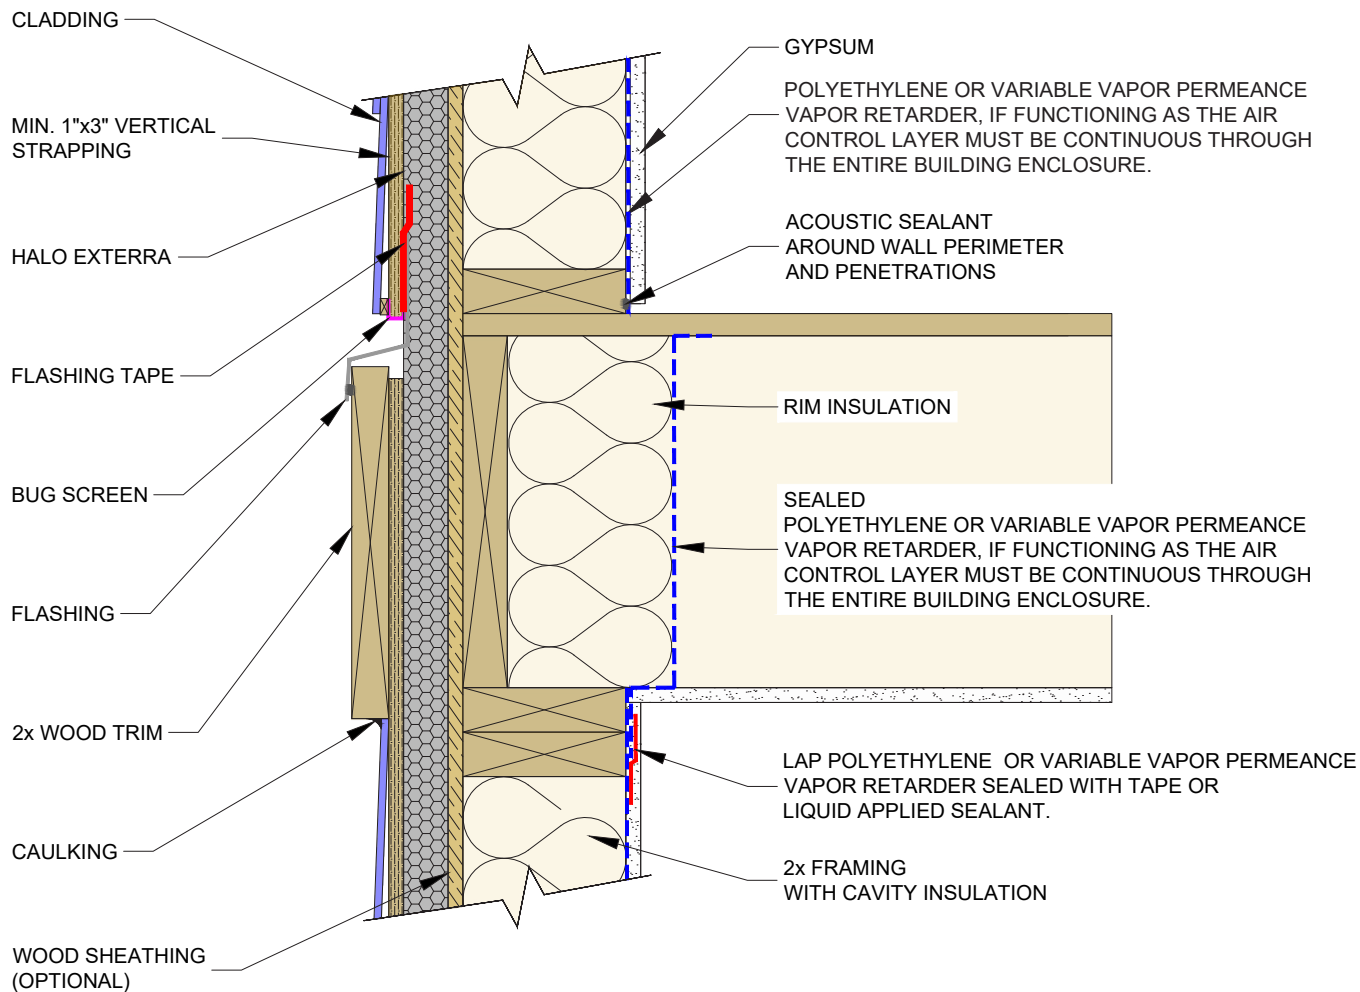 CLADDING
MIN. 1"x3" VERTICAL
STRAPPING
HALO EXTERRA
FLASHING TAPE
BUG SCREEN
FLASHING
2x WOOD TRIM
CAULKING
WOOD SHEATHING
(OPTIONAL)
GYPSUM
POLYETHYLENE OR VARIABLE VAPOR PERMEANCE
VAPOR RETARDER, IF FUNCTIONING AS THE AIR
CONTROL LAYER MUST BE CONTINUOUS THROUGH
THE ENTIRE BUILDING ENCLOSURE.
ACOUSTIC SEALANT
AROUND WALL PERIMETER
AND PENETRATIONS
RIM INSULATION
SEALED
POLYETHYLENE OR VARIABLE VAPOR PERMEANCE
VAPOR RETARDER, IF FUNCTIONING AS THE AIR
CONTROL LAYER MUST BE CONTINUOUS THROUGH
THE ENTIRE BUILDING ENCLOSURE.
LAP POLYETHYLENE  OR VARIABLE VAPOR PERMEANCE
VAPOR RETARDER SEALED WITH TAPE OR
LIQUID APPLIED SEALANT.
2x FRAMING
WITH CAVITY INSULATION